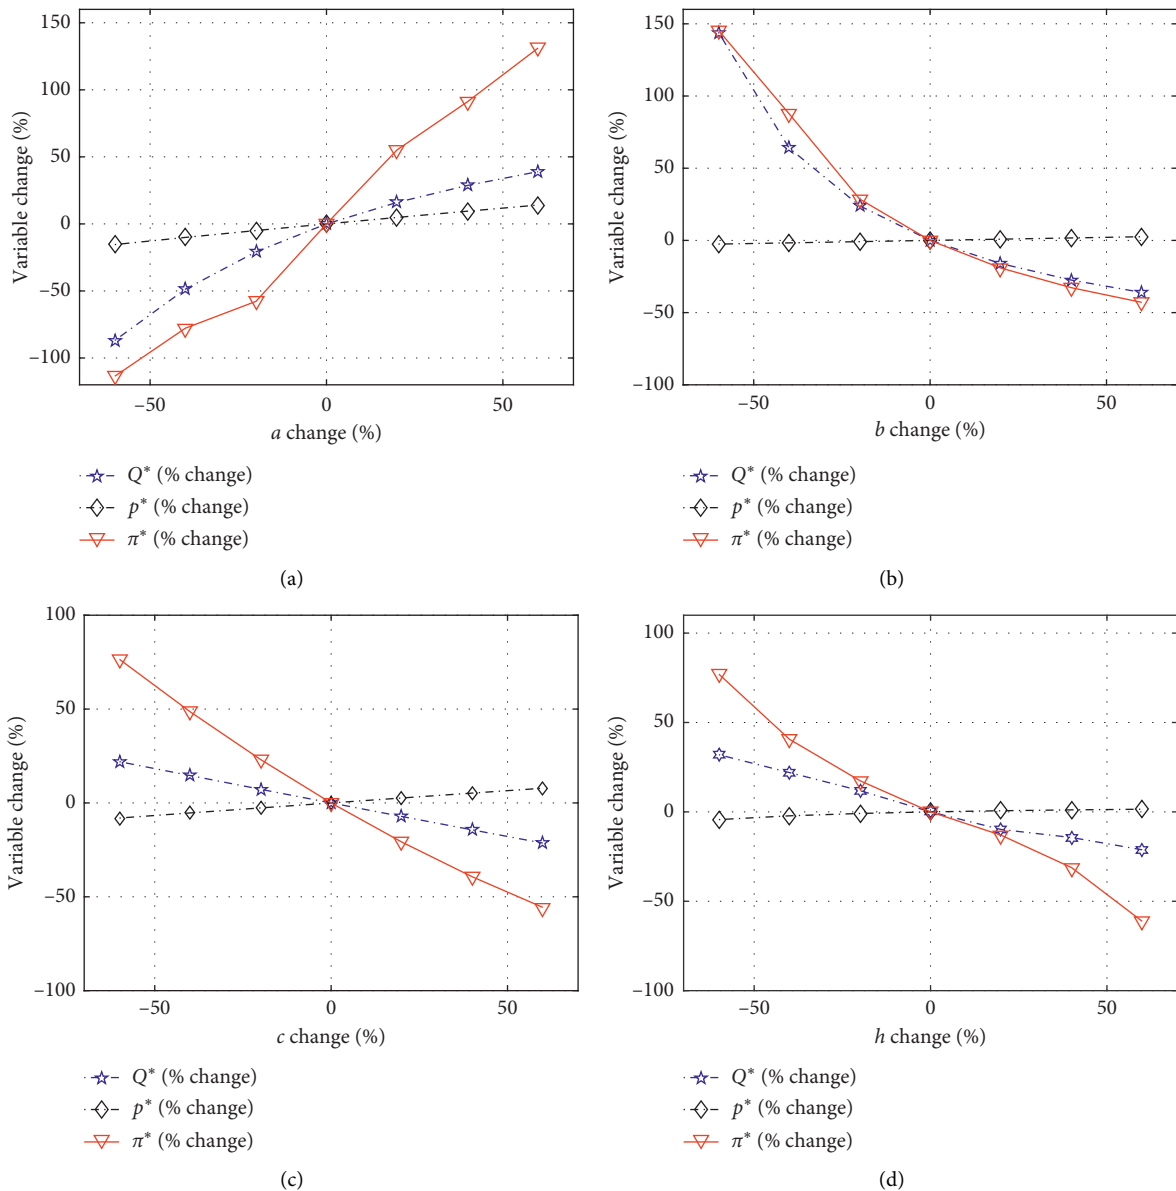 150
100
50
0
−50
−100
Variable change (%)
−50 0 50
a change (%)
Q* (% change)
p* (% change)
π* (% change)
(a)
150
100
50
0
−50
−100
Variable change (%)
−50 0 50
b change (%)
Q* (% change)
p* (% change)
π* (% change)
(b)
100
50
0
−50
−100
Variable change (%)
−50 0 50
c change (%)
Q* (% change)
p* (% change)
π* (% change)
(c)
100
50
0
−50
−100
Variable change (%)
−50 0 50
h change (%)
Q* (% change)
p* (% change)
π* (% change)
(d)